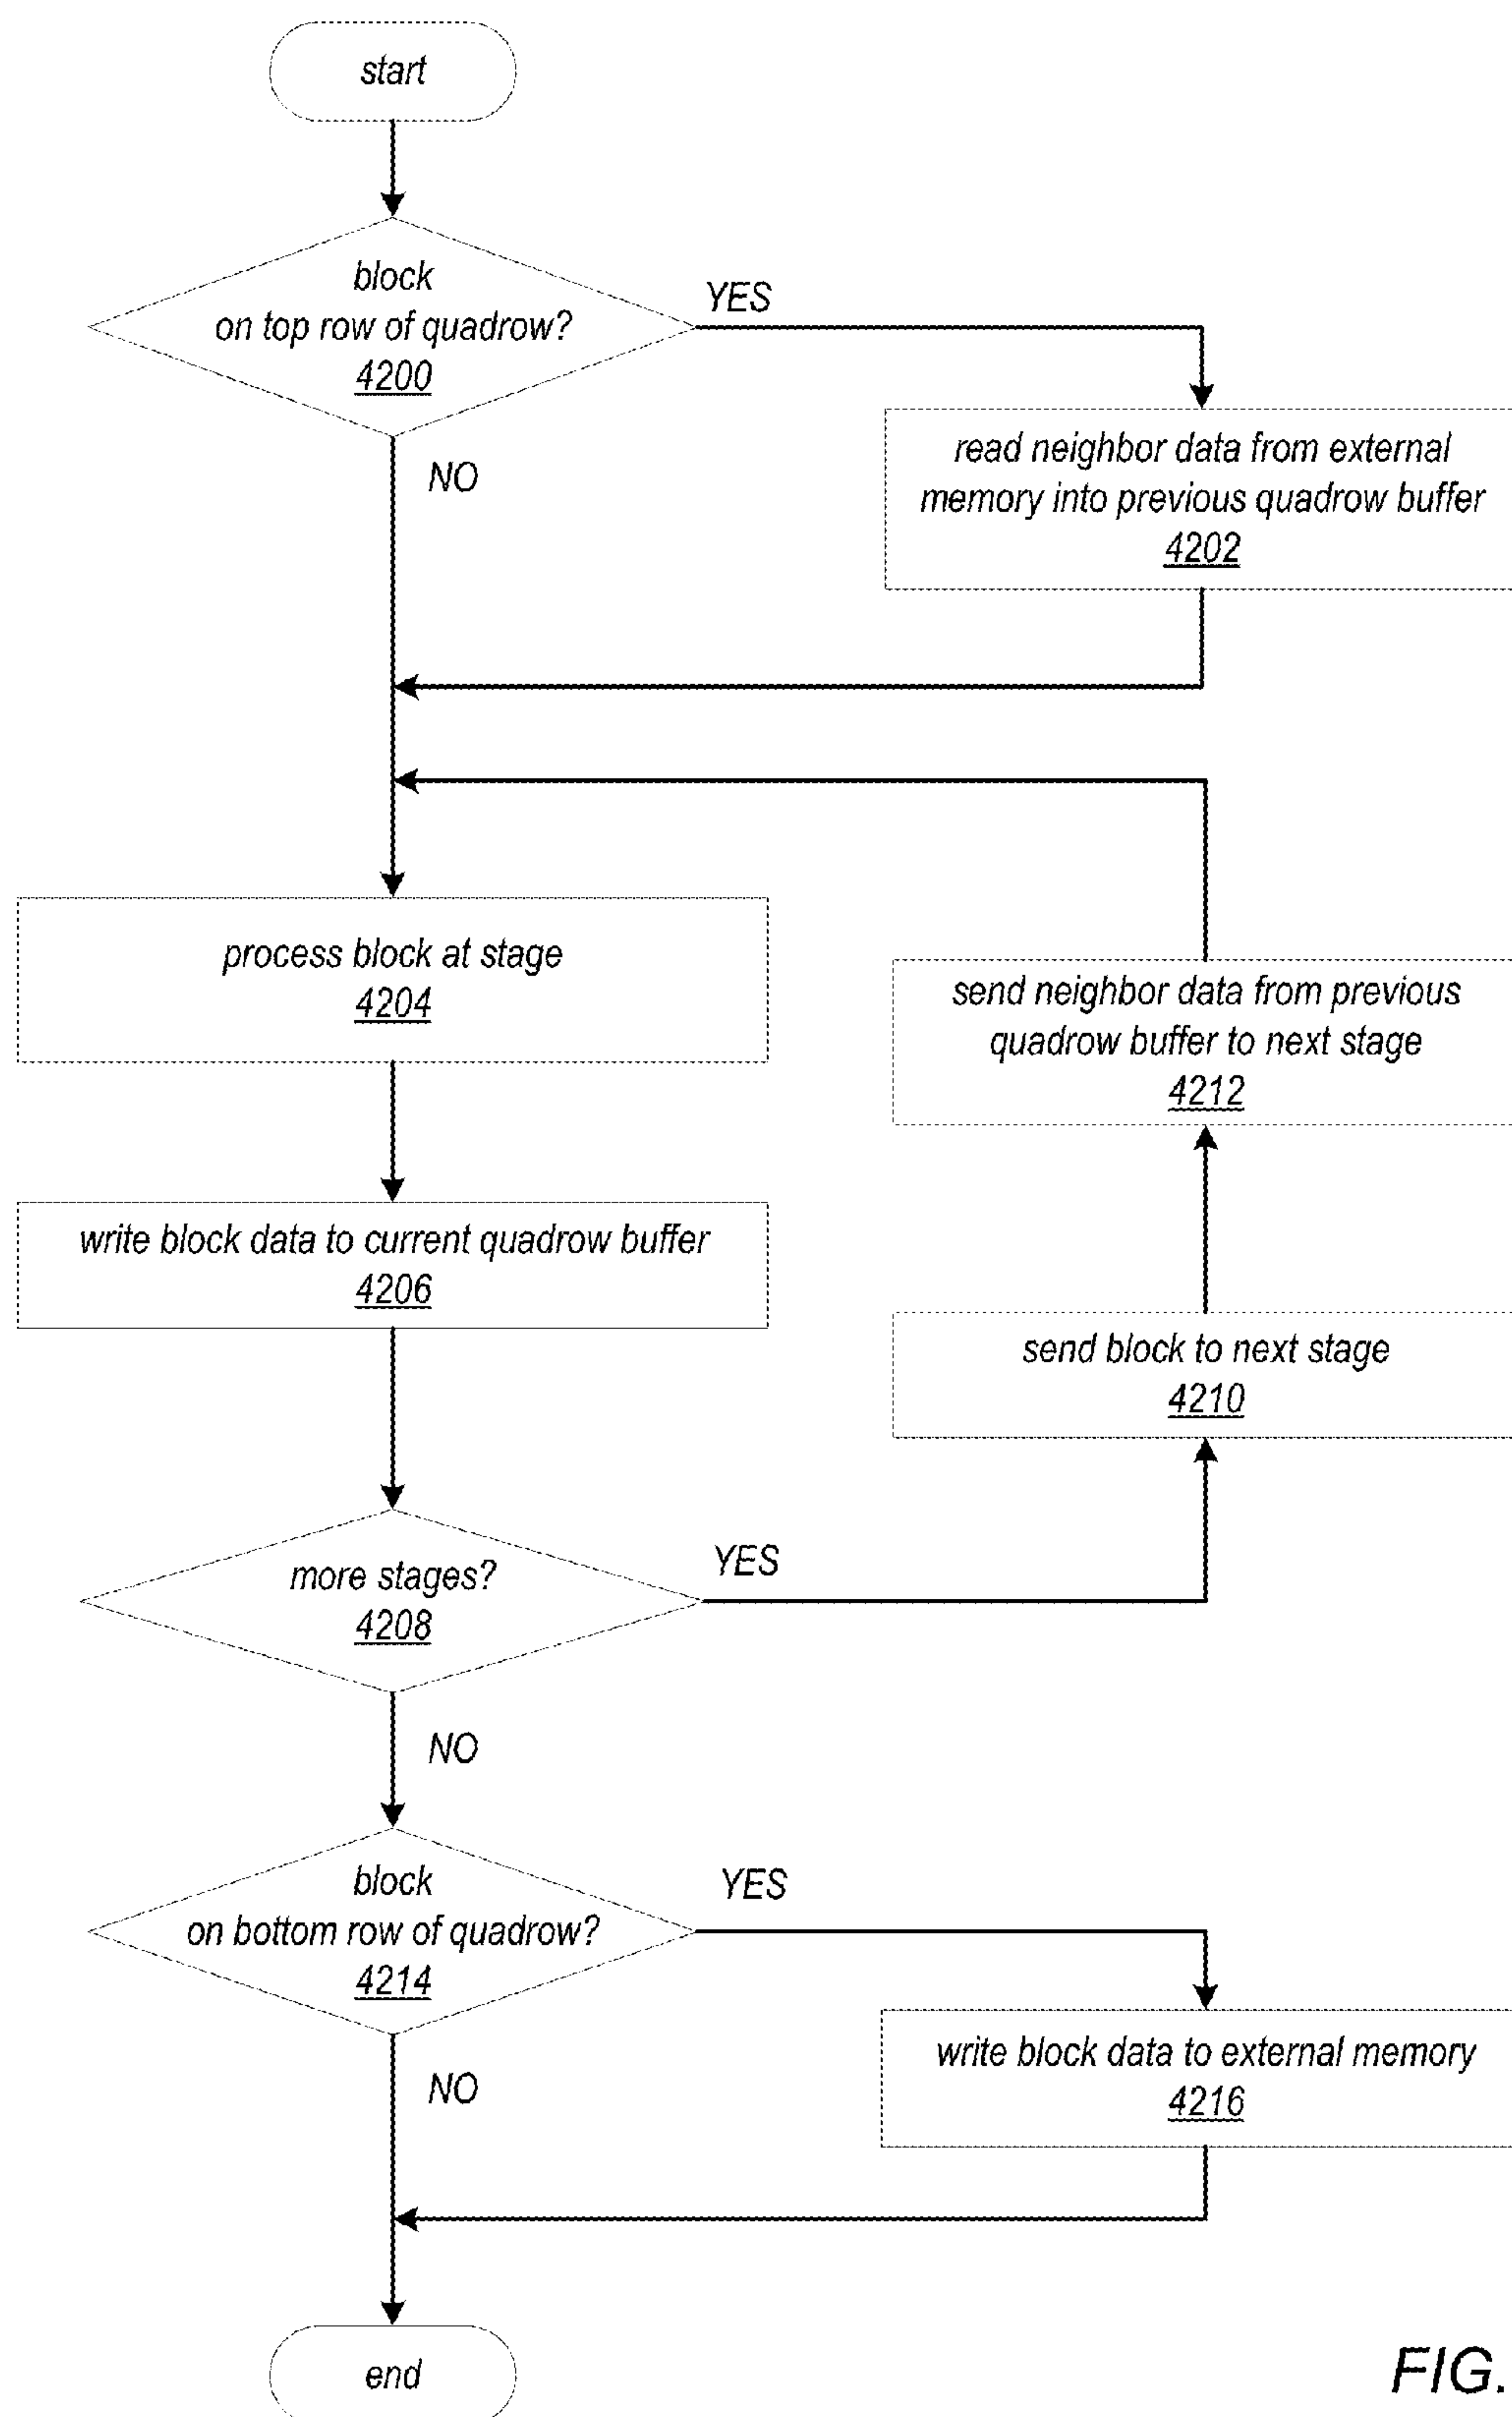 start
block
on top row of quadrow?
4200
YES
NO
read neighbor data from external
memory into previous quadrow buffer
4202
process block at stage
4204
send neighbor data from previous
quadrow buffer to next stage
4212
write block data to current quadrow buffer
4206
send block to next stage
4210
more stages?
4208
YES
NO
block
on bottom row of quadrow?
4214
YES
NO
write block data to external memory
4216
end
FIG.